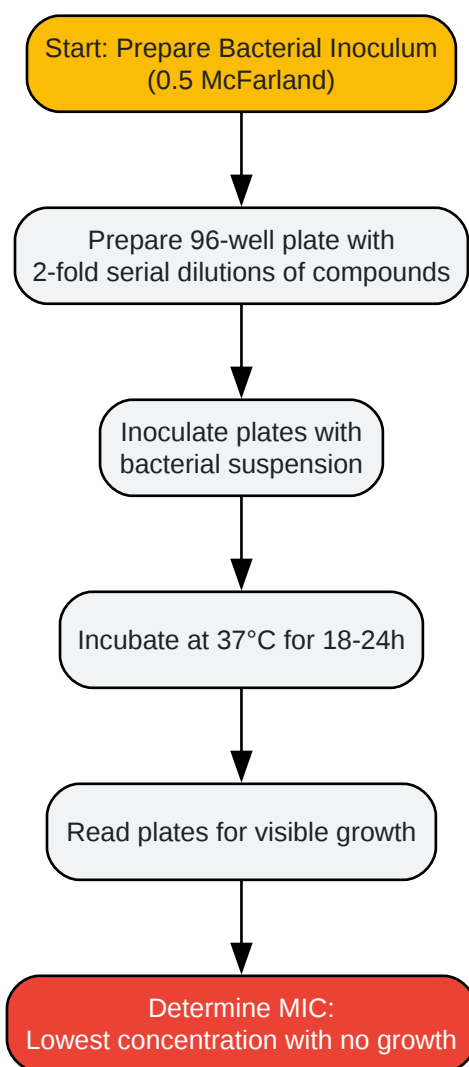 Start: Prepare Bacterial Inoculum
(0.5 McFarland)
Prepare 96-well plate with
2-fold serial dilutions of compounds
Inoculate plates with
bacterial suspension
Incubate at 37°C for 18-24h
Read plates for visible growth
Determine MIC:
Lowest concentration with no growth